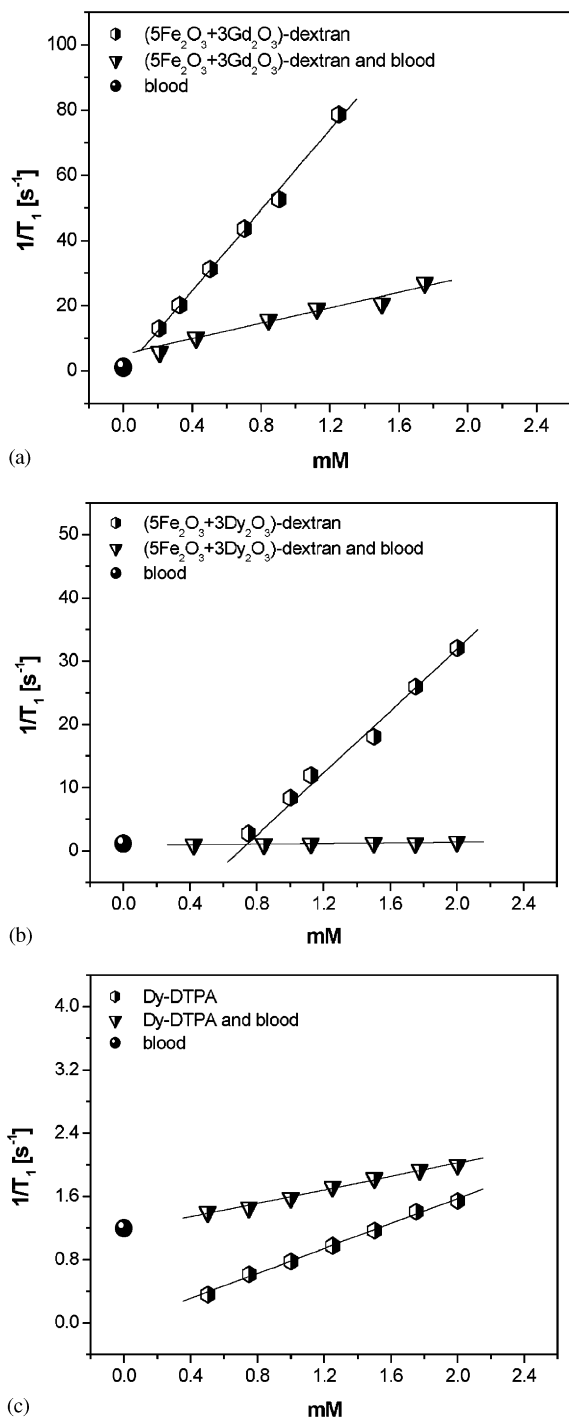 (5Fe₂O₃+3Gd₂O₃)-dextran
(5Fe₂O₃+3Gd₂O₃)-dextran and blood
blood
100
80
60
40
20
0
1/T₁ [s⁻¹]
0.0 0.4 0.8 1.2 1.6 2.0 2.4
mM
(a)
(5Fe₂O₃+3Dy₂O₃)-dextran
(5Fe₂O₃+3Dy₂O₃)-dextran and blood
blood
50
40
30
20
10
0
1/T₁ [s⁻¹]
0.0 0.4 0.8 1.2 1.6 2.0 2.4
mM
(b)
Dy-DTPA
Dy-DTPA and blood
blood
4.0
3.2
2.4
1.6
0.8
0.0
1/T₁ [s⁻¹]
0.0 0.4 0.8 1.2 1.6 2.0 2.4
mM
(c)